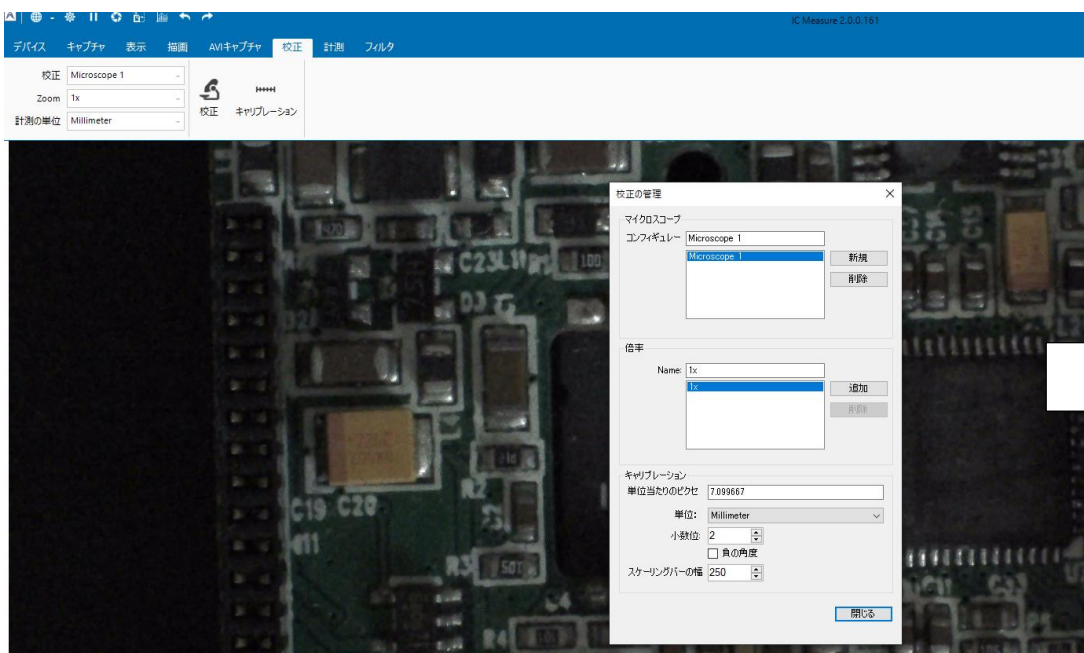 IC Measure 2.0.0.161
デバイス キャプチャ 表示 描画 AVIキャプチャ 校正 計測 フィルタ
校正 Microscope 1
Zoom 1x
計測の単位 Millimeter
校正 キャリブレーション
校正の管理
マイクロスコープ
コンフィギュレー Microscope 1
Microscope 1
新規
削除
倍率
Name: 1x
1x
追加
削除
キャリブレーション
単位当たりのピクセ 7.099667
単位: Millimeter
小数位: 2
負の角度
スケーリングバーの幅 250
閉じる
C23
D3
100
C19 C20
R2
R3
501
C4
R4